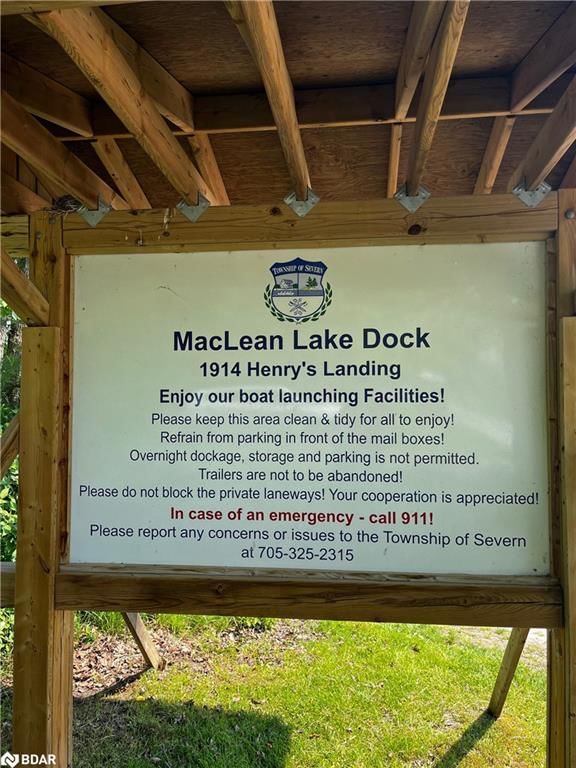 TOWNSHIP OF SEVERN
MacLean Lake Dock
1914 Henry's Landing
Enjoy our boat launching Facilities!
Please keep this area clean & tidy for all to enjoy!
Refrain from parking in front of the mail boxes!
Overnight dockage, storage and parking is not permitted.
Trailers are not to be abandoned!
Please do not block the private laneways! Your cooperation is appreciated!
In case of an emergency - call 911!
Please report any concerns or issues to the Township of Severn
at 705-325-2315
BDAR